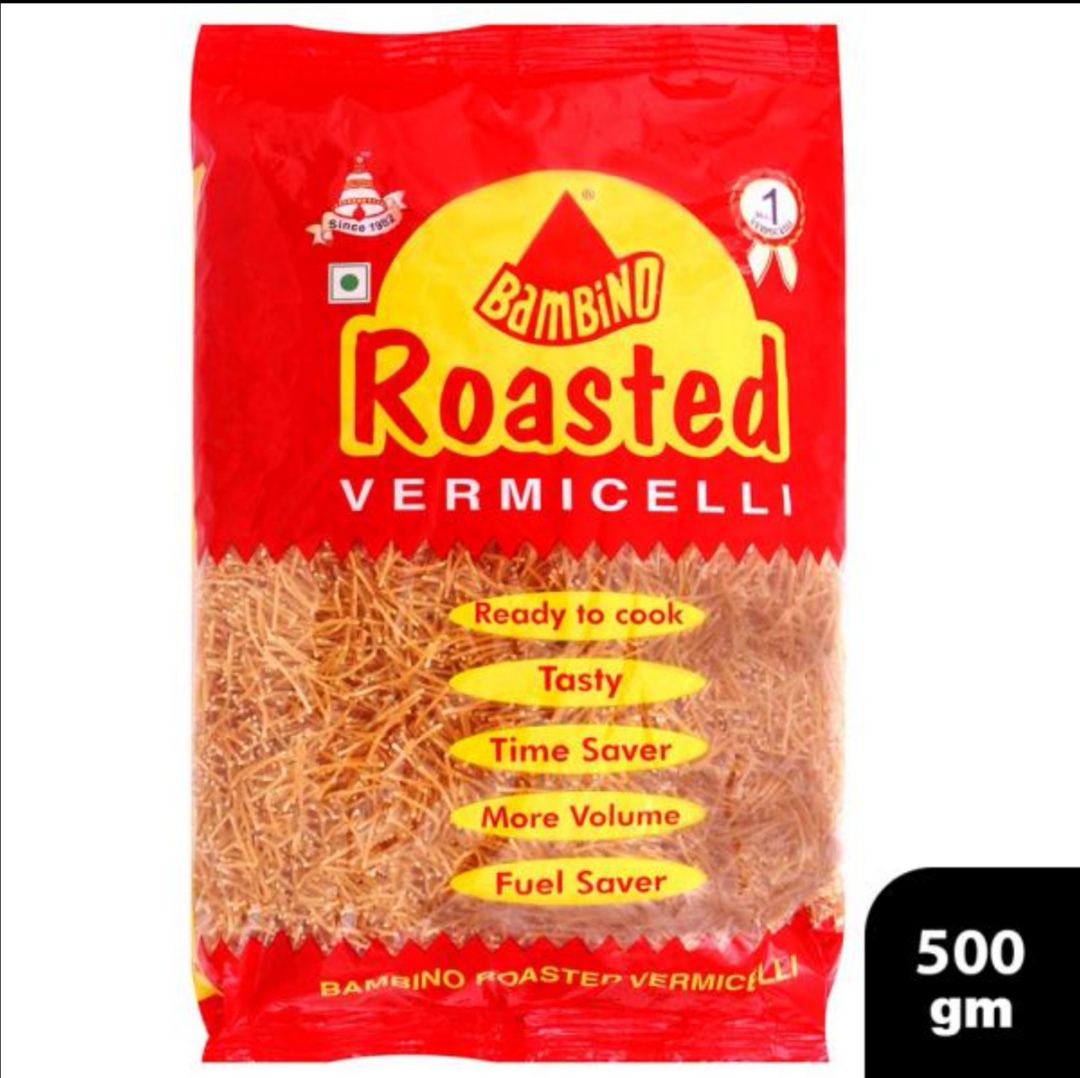 Since 1982
1
BAMBiNO
®
Roasted
VERMICELLI
Ready to cook
Tasty
Time Saver
More Volume
Fuel Saver
BAMBINO ROASTED VERMICELLI
500
gm